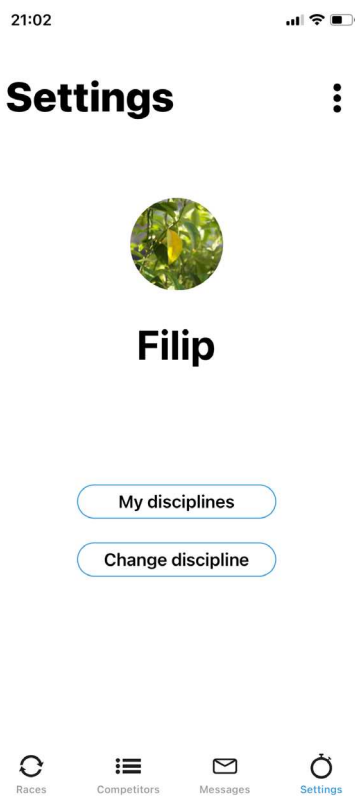 21:02
Settings
Filip
My disciplines
Change discipline
Races Competitors Messages Settings